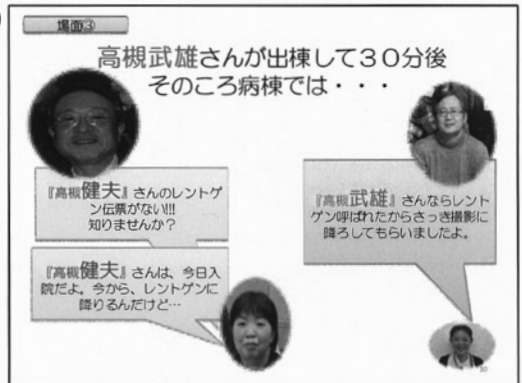 場面③
高槻武雄さんが出棟して３０分後
そのころ病棟では・・・
『高槻健夫』さんのレントゲ
ン伝票がない!!!
知りませんか？
『高槻武雄』さんならレント
ゲン呼ばれたからさっき撮影に
降ろしてもらいましたよ。
『高槻健夫』さんは、今日入
院だよ。今から、レントゲンに
降りるんだけど…
10